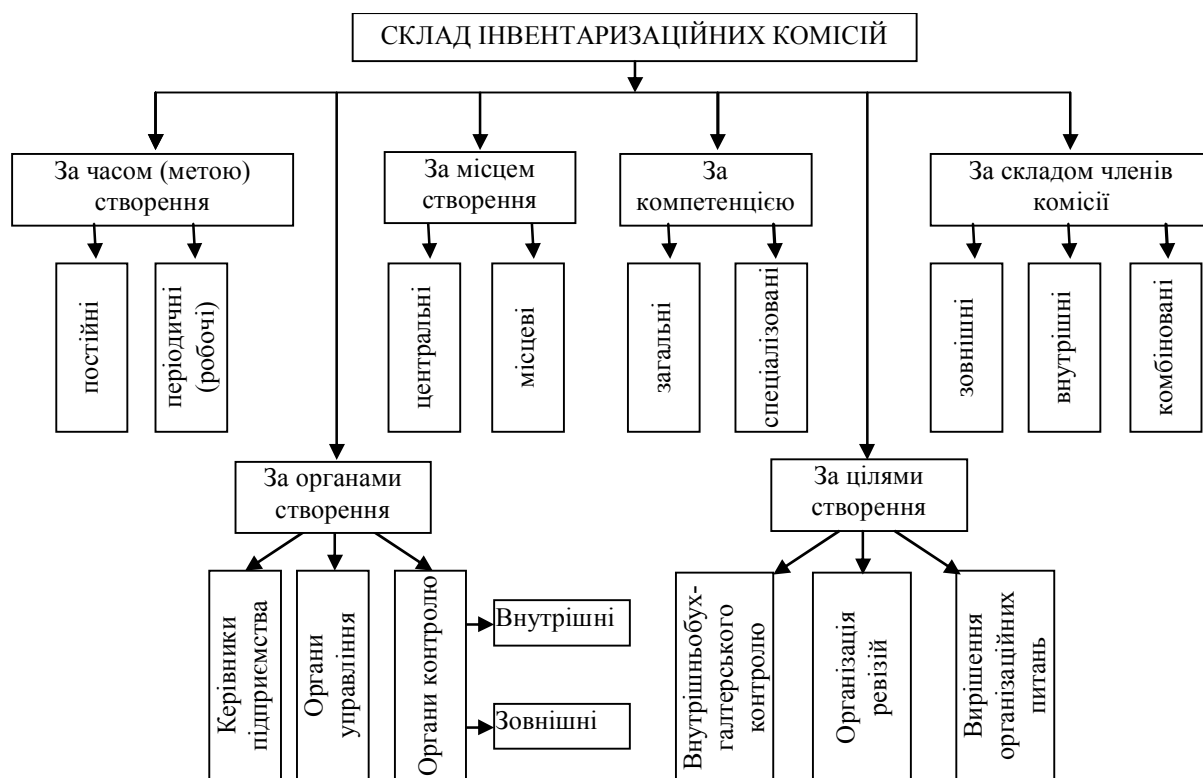 СКЛАД ІНВЕНТАРИЗАЦІЙНИХ КОМІСІЙ
За часом (метою)
створення
За місцем
створення
За
компетенцією
За складом членів
комісії
постійні
періодичні
(робочі)
центральні
місцеві
загальні
спеціалізовані
зовнішні
внутрішні
комбіновані
За органами
створення
За цілями
створення
Керівники
підприємства
Органи
управління
Органи контролю
Внутрішні
Зовнішні
Внутрішньобух-
галтерського
контролю
Організація
ревізій
Вирішення
організаційних
питань